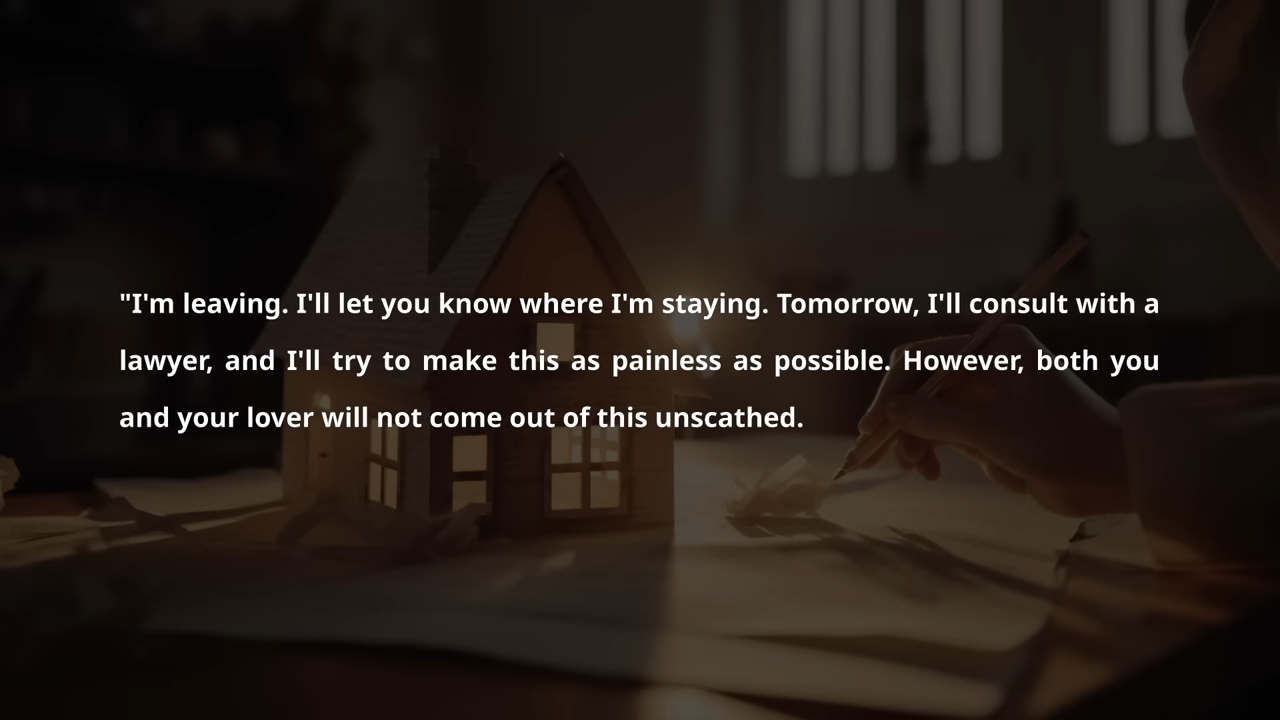 "I'm leaving. I'll let you know where I'm staying. Tomorrow, I'll consult with a
lawyer, and I'll try to make this as painless as possible. However, both you
and your lover will not come out of this unscathed.